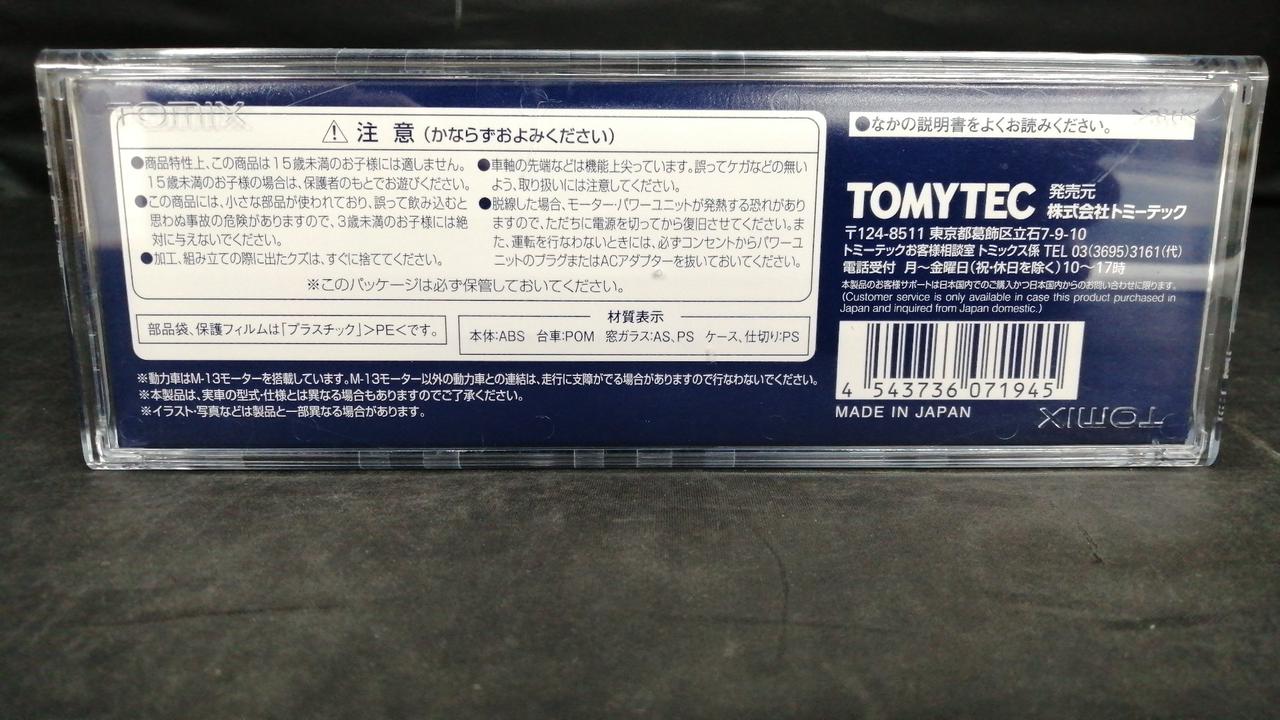 TOMIX
⚠ 注 意 (かならずおよみください)
●商品特性上、この商品は15歳未満のお子様には適しません。
15歳未満のお子様の場合は、保護者のもとでお遊びください。
●この商品には、小さな部品が使われており、誤って飲み込むと
思わぬ事故の危険がありますので、3歳未満のお子様には絶
対に与えないでください。
●加工、組み立ての際に出たクズは、すぐに捨ててください。
●車軸の先端などは機能上尖っています。誤ってケガなどの無い
よう、取り扱いには注意してください。
●脱線した場合、モーター・パワーユニットが発熱する恐れがあり
ますので、ただちに電源を切ってから復旧させてください。ま
た、運転を行なわないときには、必ずコンセントからパワーユ
ニットのプラグまたはACアダプターを抜いておいてください。
※このパッケージは必ず保管しておいてください。
部品袋、保護フィルムは「プラスチック」>PE<です。
材質表示
本体:ABS 台車:POM 窓ガラス:AS、PS ケース、仕切り:PS
※動力車はM-13モーターを搭載しています。M-13モーター以外の動力車との連結は、走行に支障がでる場合がありますので行なわないでください。
※本製品は、実車の型式・仕様とは異なる場合もありますのでご了承ください。
※イラスト・写真などは製品と一部異なる場合があります。
●なかの説明書をよくお読みください。
TOMYTEC 発売元
株式会社トミーテック
〒124-8511 東京都葛飾区立石7-9-10
トミーテックお客様相談室 トミックス係 TEL 03(3695)3161(代)
電話受付 月〜金曜日(祝・休日を除く)10〜17時
本製品のお客様サポートは日本国内でのご購入かつ日本国内からのお問い合わせに限ります。
(Customer service is only available in case this product purchased in
Japan and inquired from Japan domestic.)
4 543736 071945
MADE IN JAPAN
TOMIX